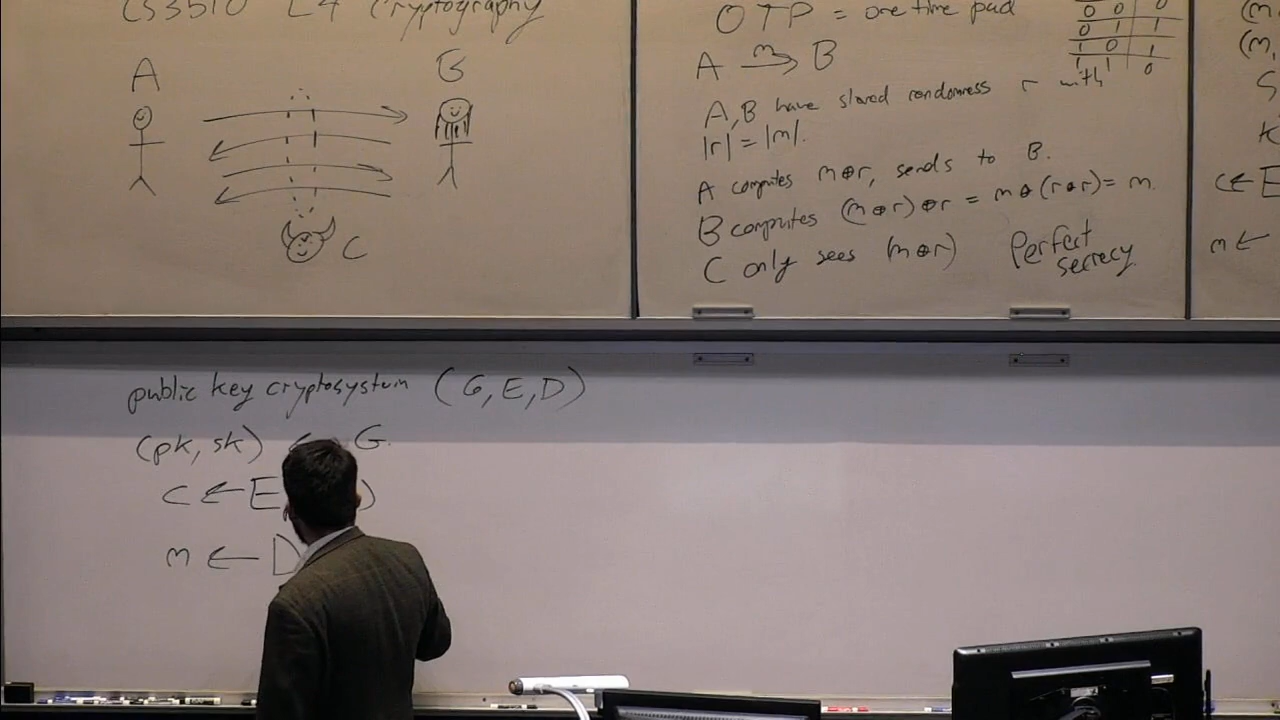 CS3510 L4 Cryptography
A
B
C
OTP = one time pad
A m→ B
0 0 0
0 1 1
1 0 1
1 1 0
A, B have shared randomness r with
|r| = |m|.
A computes m⊕r, sends to B.
B computes (m⊕r)⊕r = m⊕(r⊕r) = m.
C only sees (m⊕r)
Perfect
secrecy
(m,
(m,
S
K
c ← E
m ←
public key cryptosystem (G, E, D)
(pk, sk) ← G.
c ← E )
m ← D